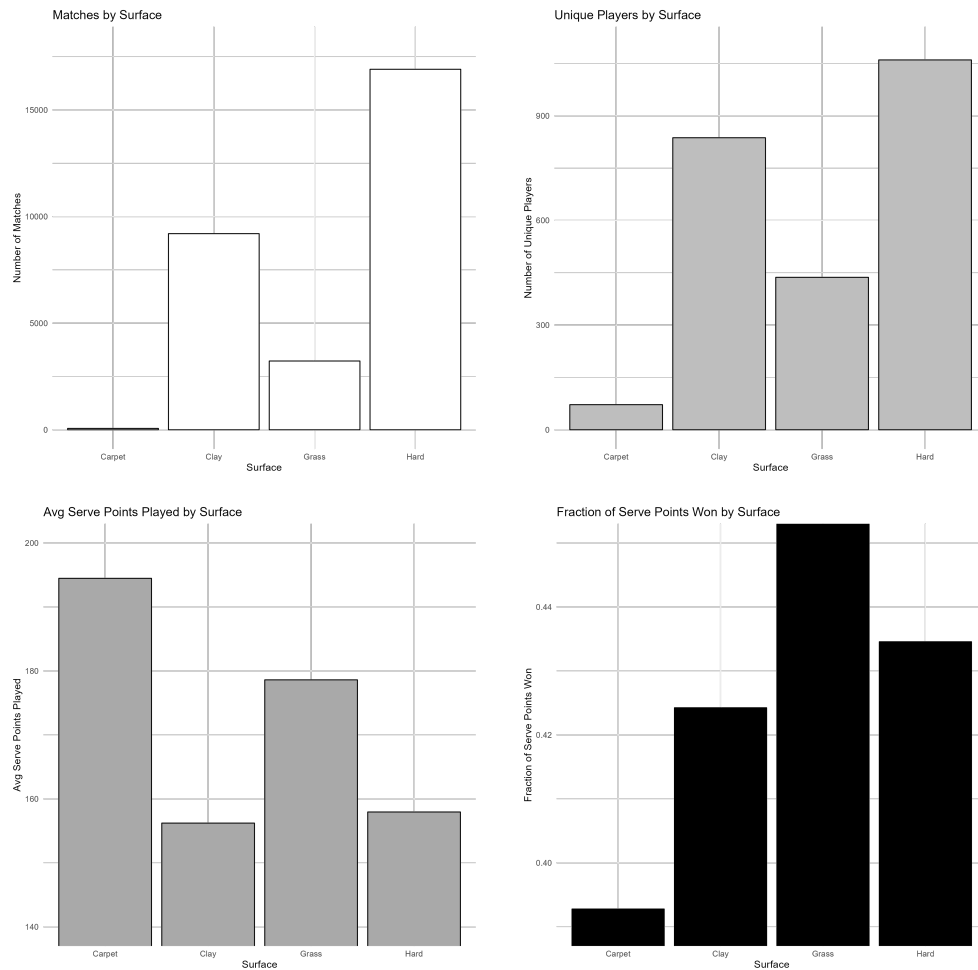 Matches by Surface
Number of Matches
15000
10000
5000
0
Carpet Clay Grass Hard
Surface
Unique Players by Surface
Number of Unique Players
900
600
300
0
Carpet Clay Grass Hard
Surface
Avg Serve Points Played by Surface
Avg Serve Points Played
200
180
160
140
Carpet Clay Grass Hard
Surface
Fraction of Serve Points Won by Surface
Fraction of Serve Points Won
0.44
0.42
0.40
Carpet Clay Grass Hard
Surface